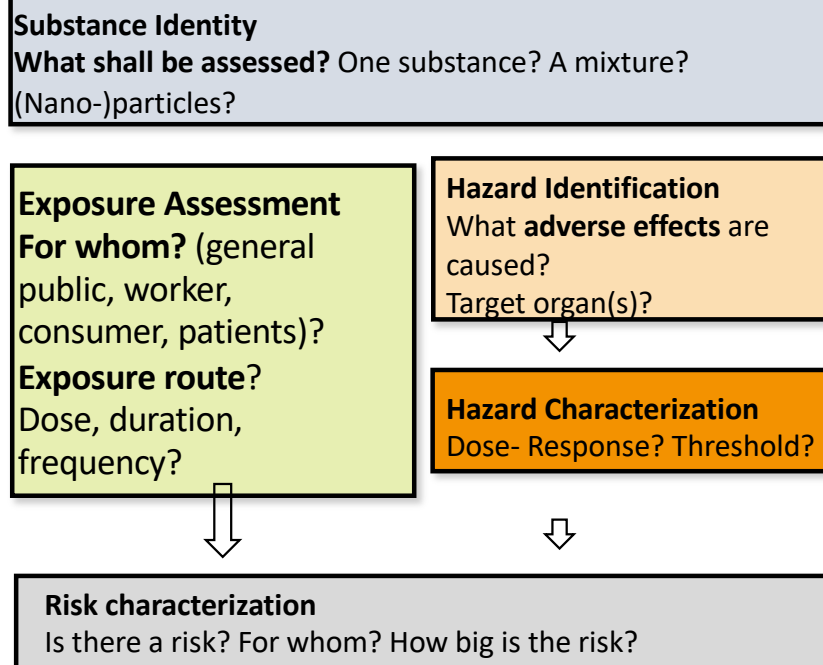 Substance Identity
What shall be assessed? One substance? A mixture?
(Nano-)particles?
Exposure Assessment
For whom? (general
public, worker,
consumer, patients)?
Exposure route?
Dose, duration,
frequency?
Hazard Identification
What adverse effects are
caused?
Target organ(s)?
Hazard Characterization
Dose- Response? Threshold?
Risk characterization
Is there a risk? For whom? How big is the risk?